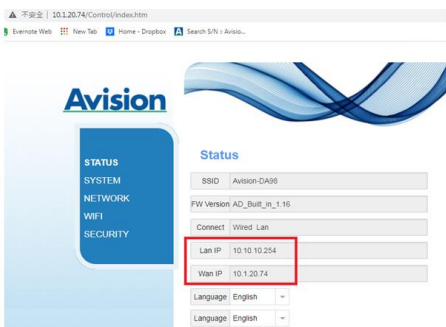 不安全 | 10.1.20.74/Control/index.htm
Evernote Web New Tab Home - Dropbox Search S/N :: Avisio...
Avision
STATUS
SYSTEM
NETWORK
WIFI
SECURITY
Status
SSID Avision-DA96
FW Version AD_Built_in_1.16
Connect Wired Lan
Lan IP 10.10.10.254
Wan IP 10.1.20.74
Language English
Language English